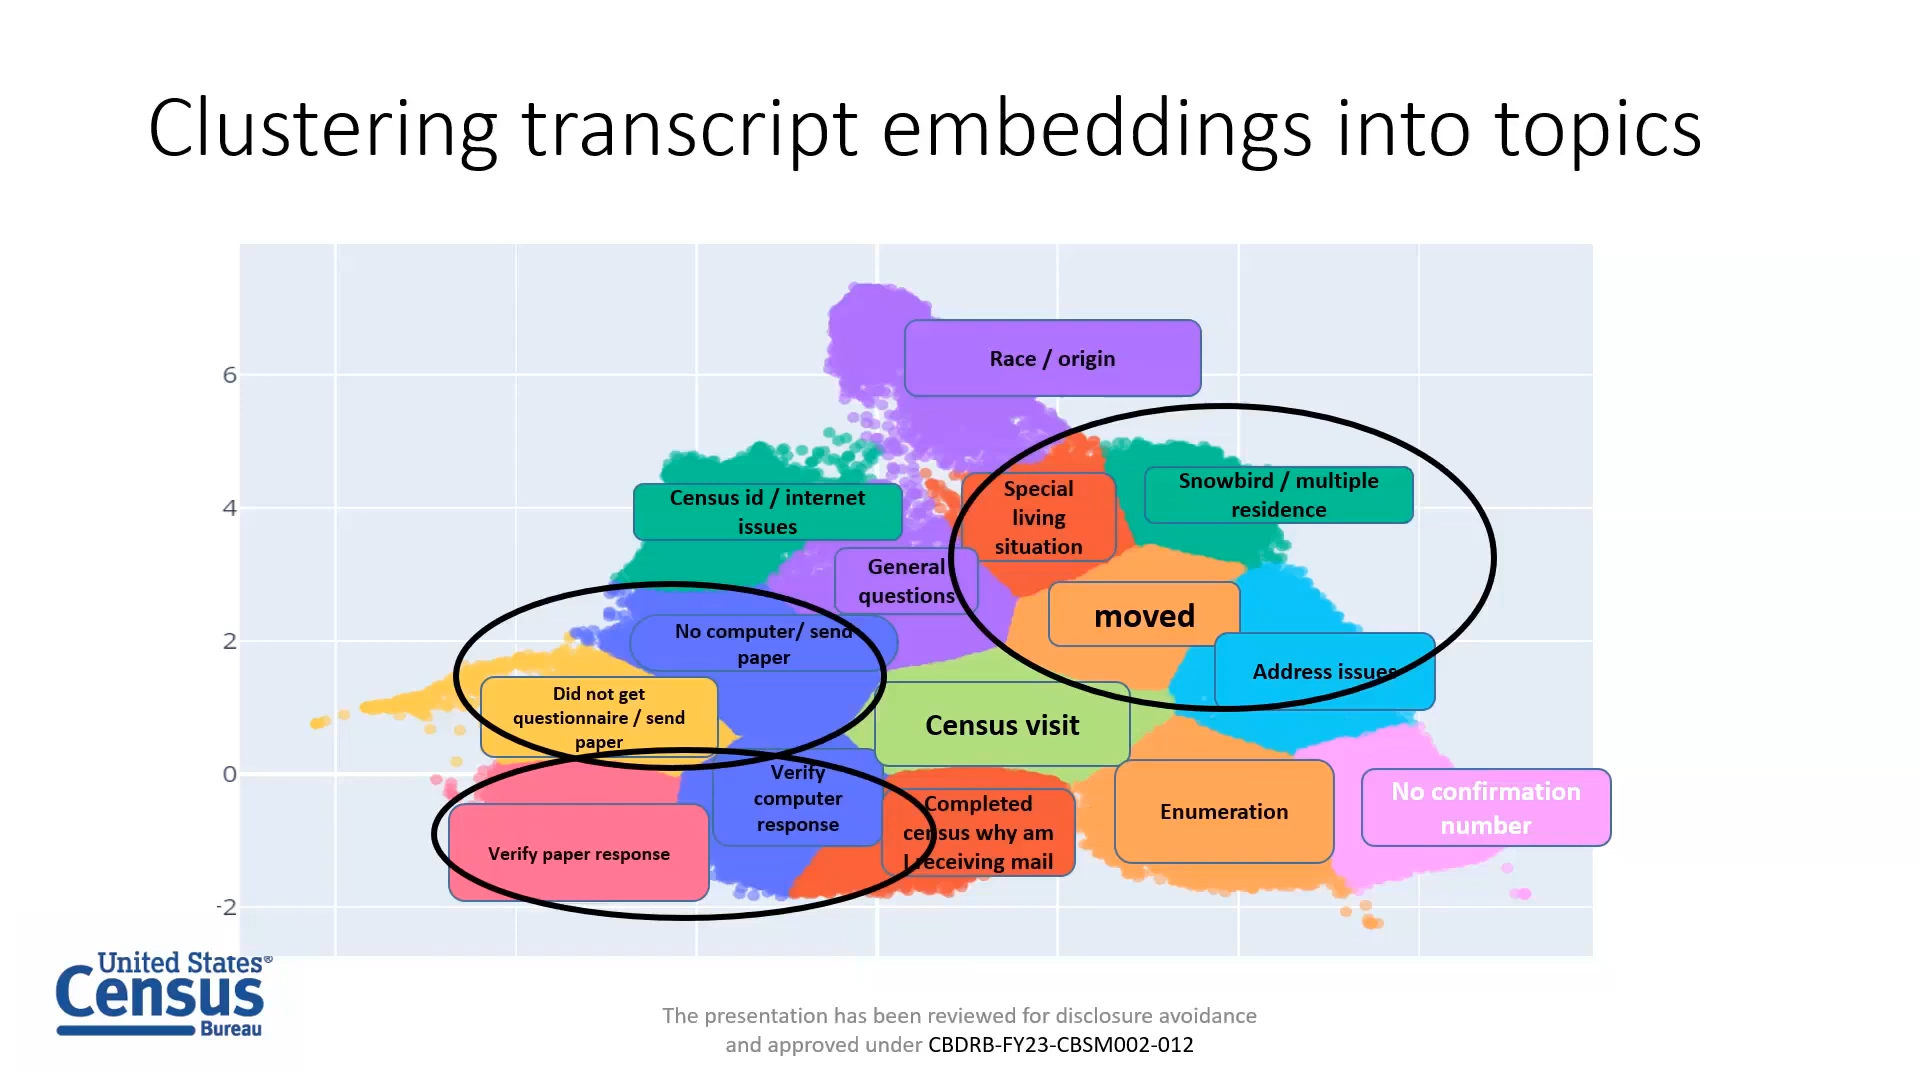 Clustering transcript embeddings into topics
6
4
2
0
-2
Race / origin
Census id / internet
issues
Special
living
situation
Snowbird / multiple
residence
General
questions
moved
No computer/ send
paper
Address issues
Did not get
questionnaire / send
paper
Census visit
Verify
computer
response
Completed
census why am
I receiving mail
Enumeration
No confirmation
number
Verify paper response
United States®
Census
Bureau
The presentation has been reviewed for disclosure avoidance
and approved under CBDRB-FY23-CBSM002-012